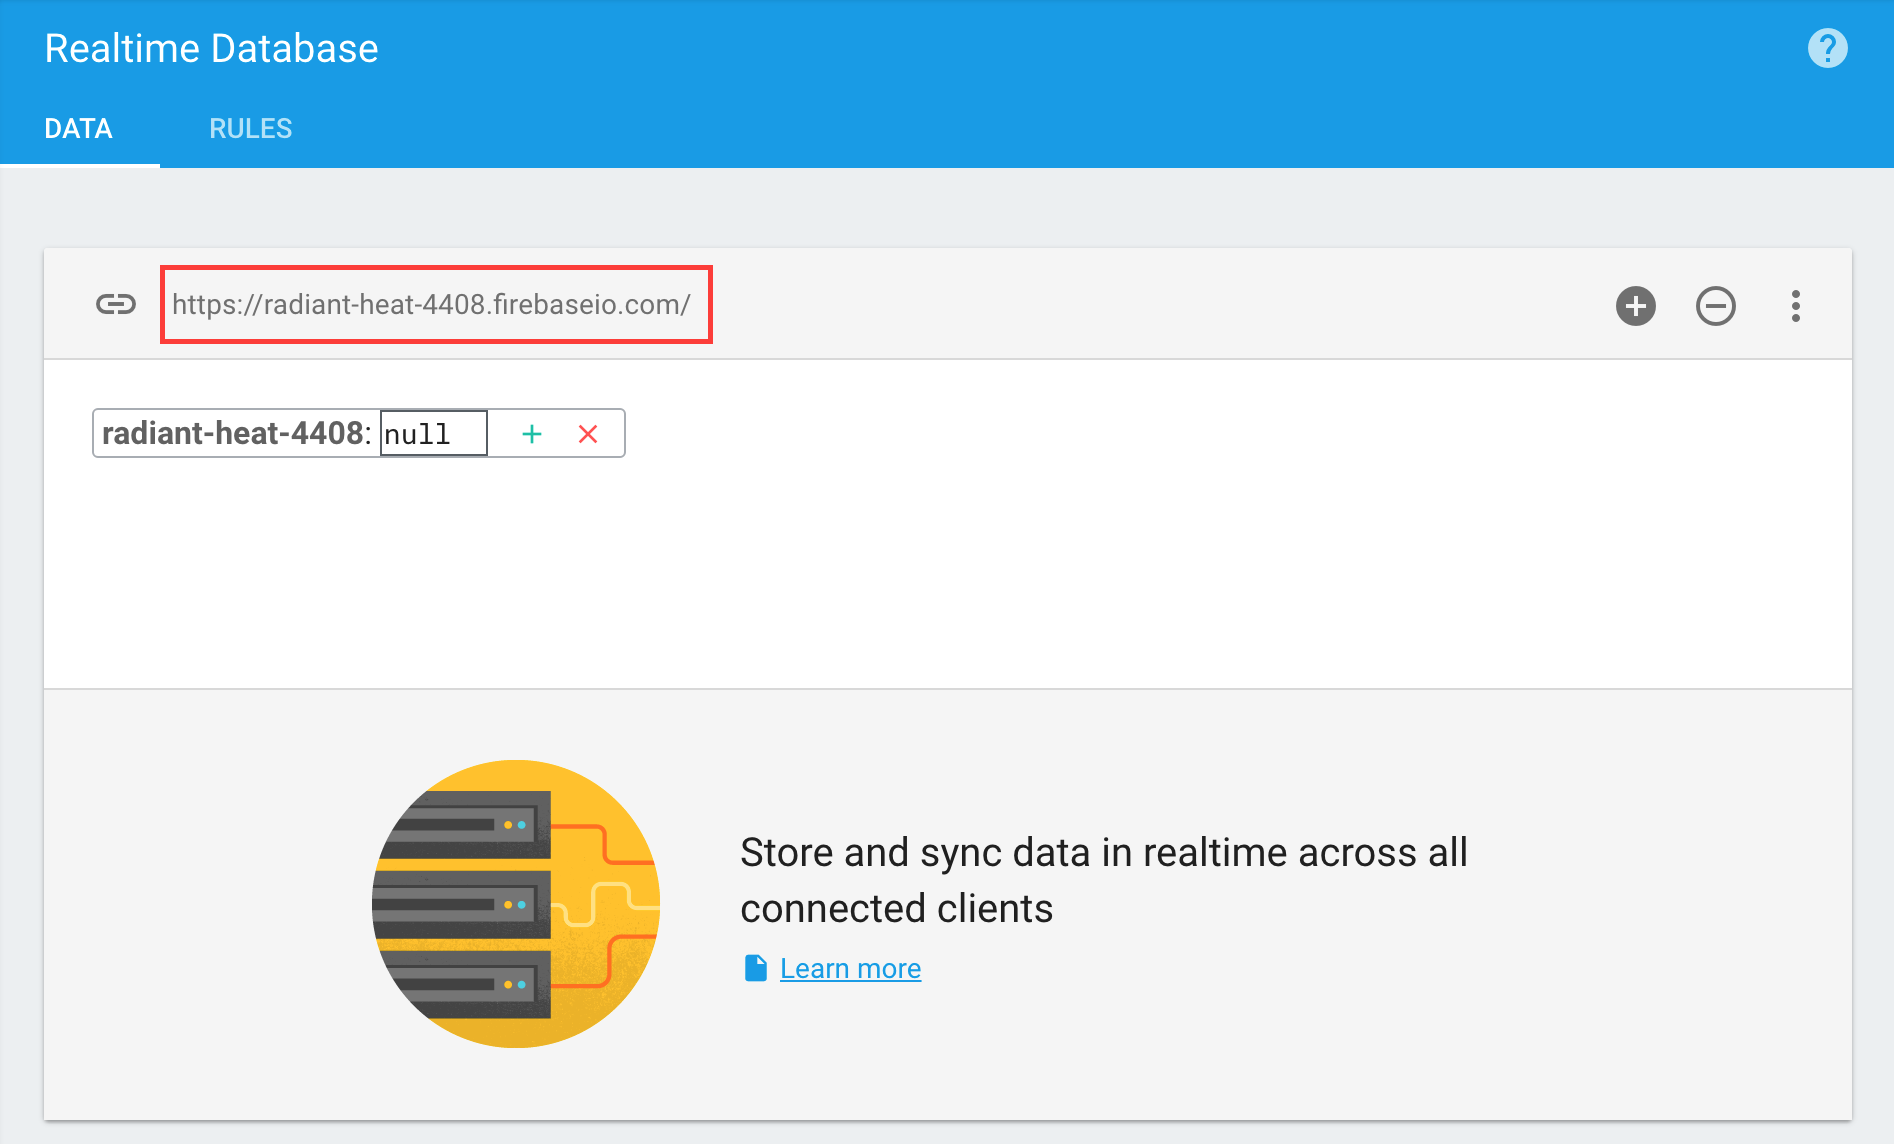 Realtime Database
?
DATA RULES
https://radiant-heat-4408.firebaseio.com/
radiant-heat-4408: null
Store and sync data in realtime across all
connected clients
Learn more